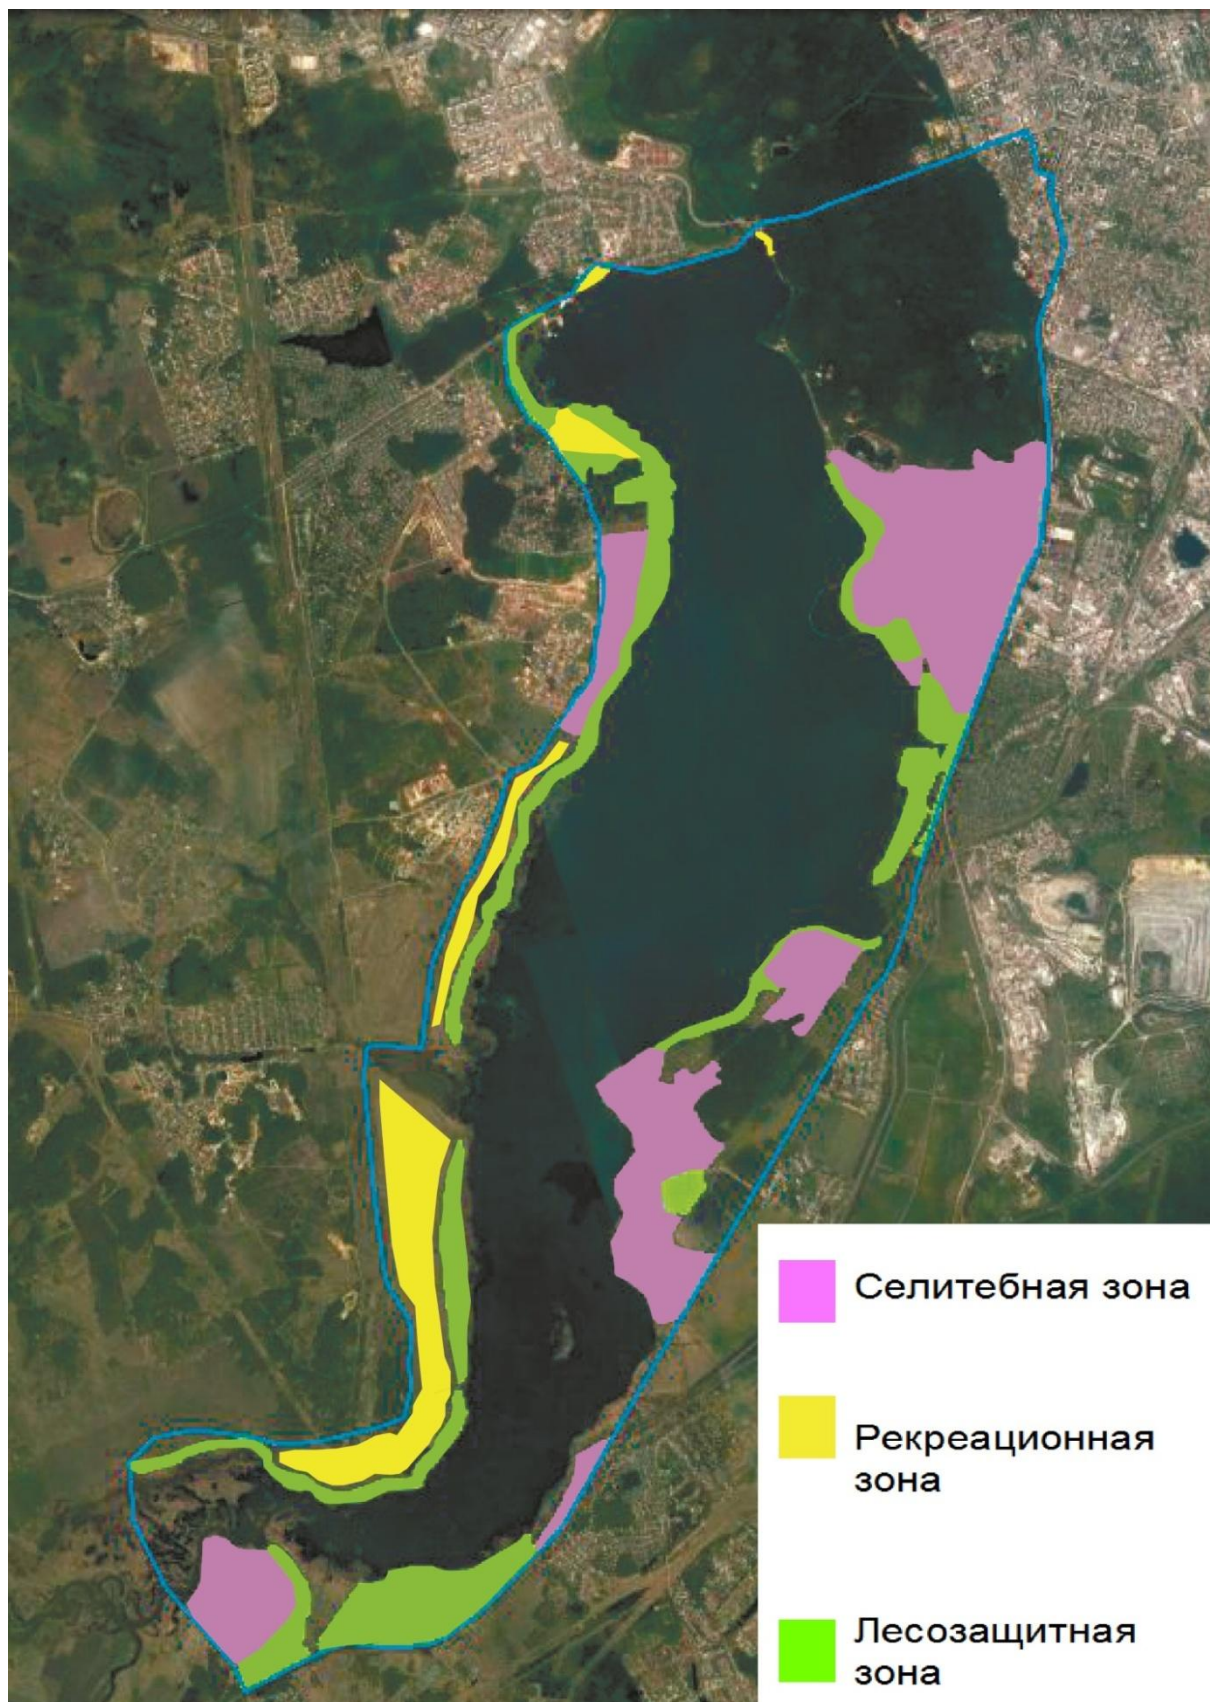 Селитебная зона
Рекреационная
зона
Лесозащитная
зона